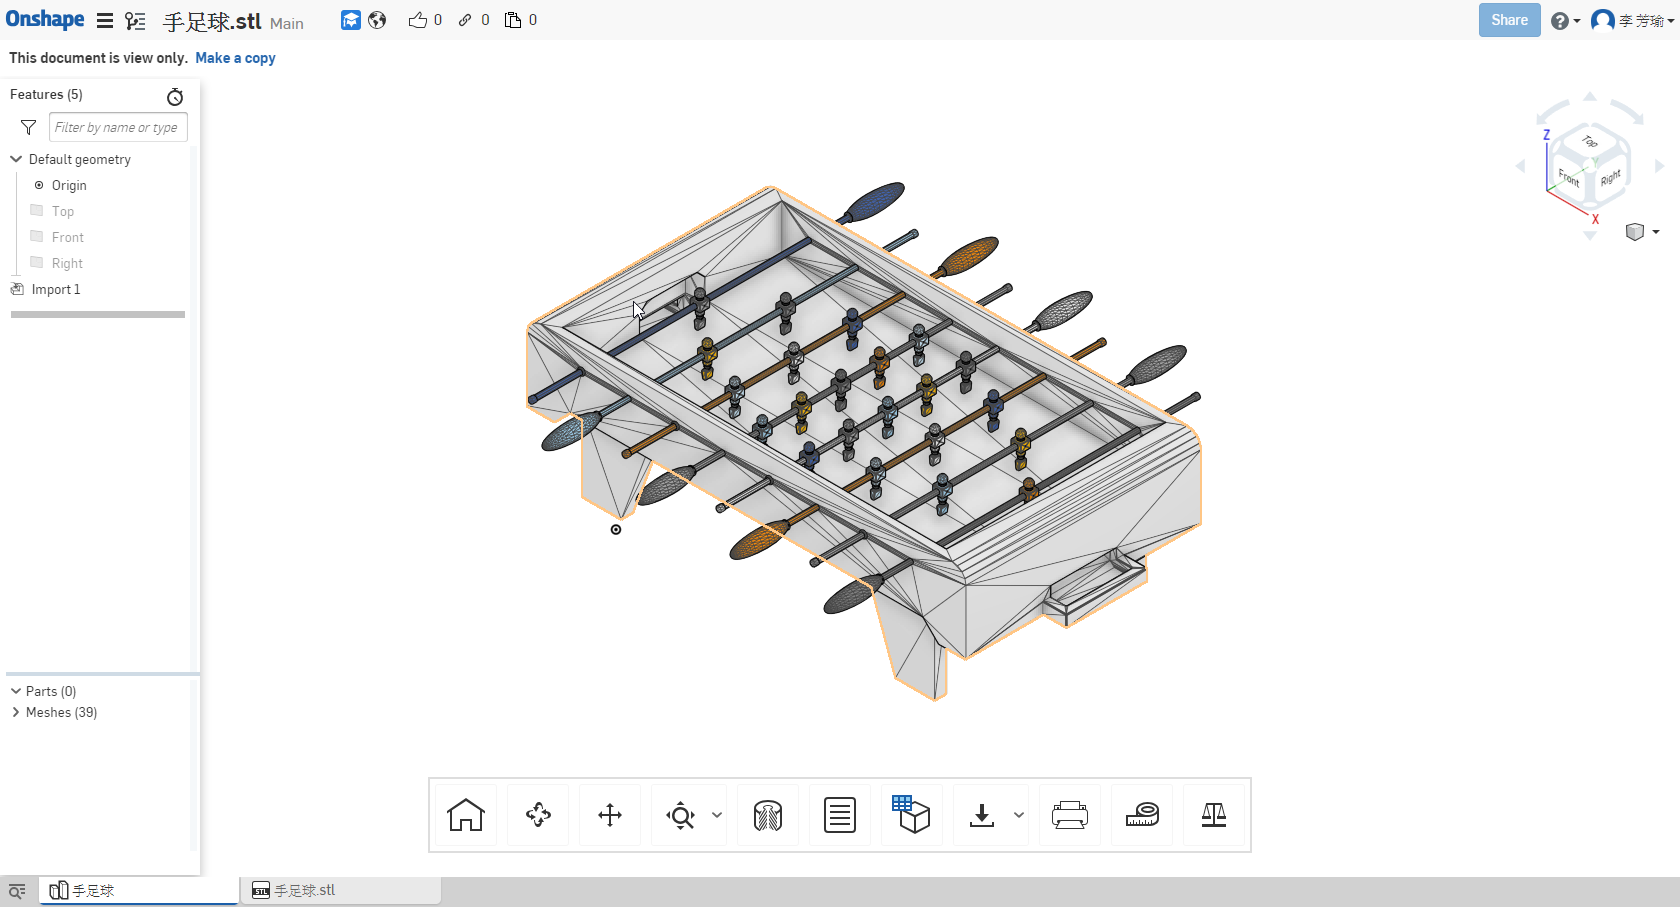 Onshape 手足球.stl Main 0 0 0 Share 李 芳瑜
This document is view only. Make a copy
Features (5)
Filter by name or type
Default geometry
Origin
Top
Front
Right
Import 1
Z
Top
Y
Front
Right
X
Parts (0)
Meshes (39)
手足球
STL 手足球.stl